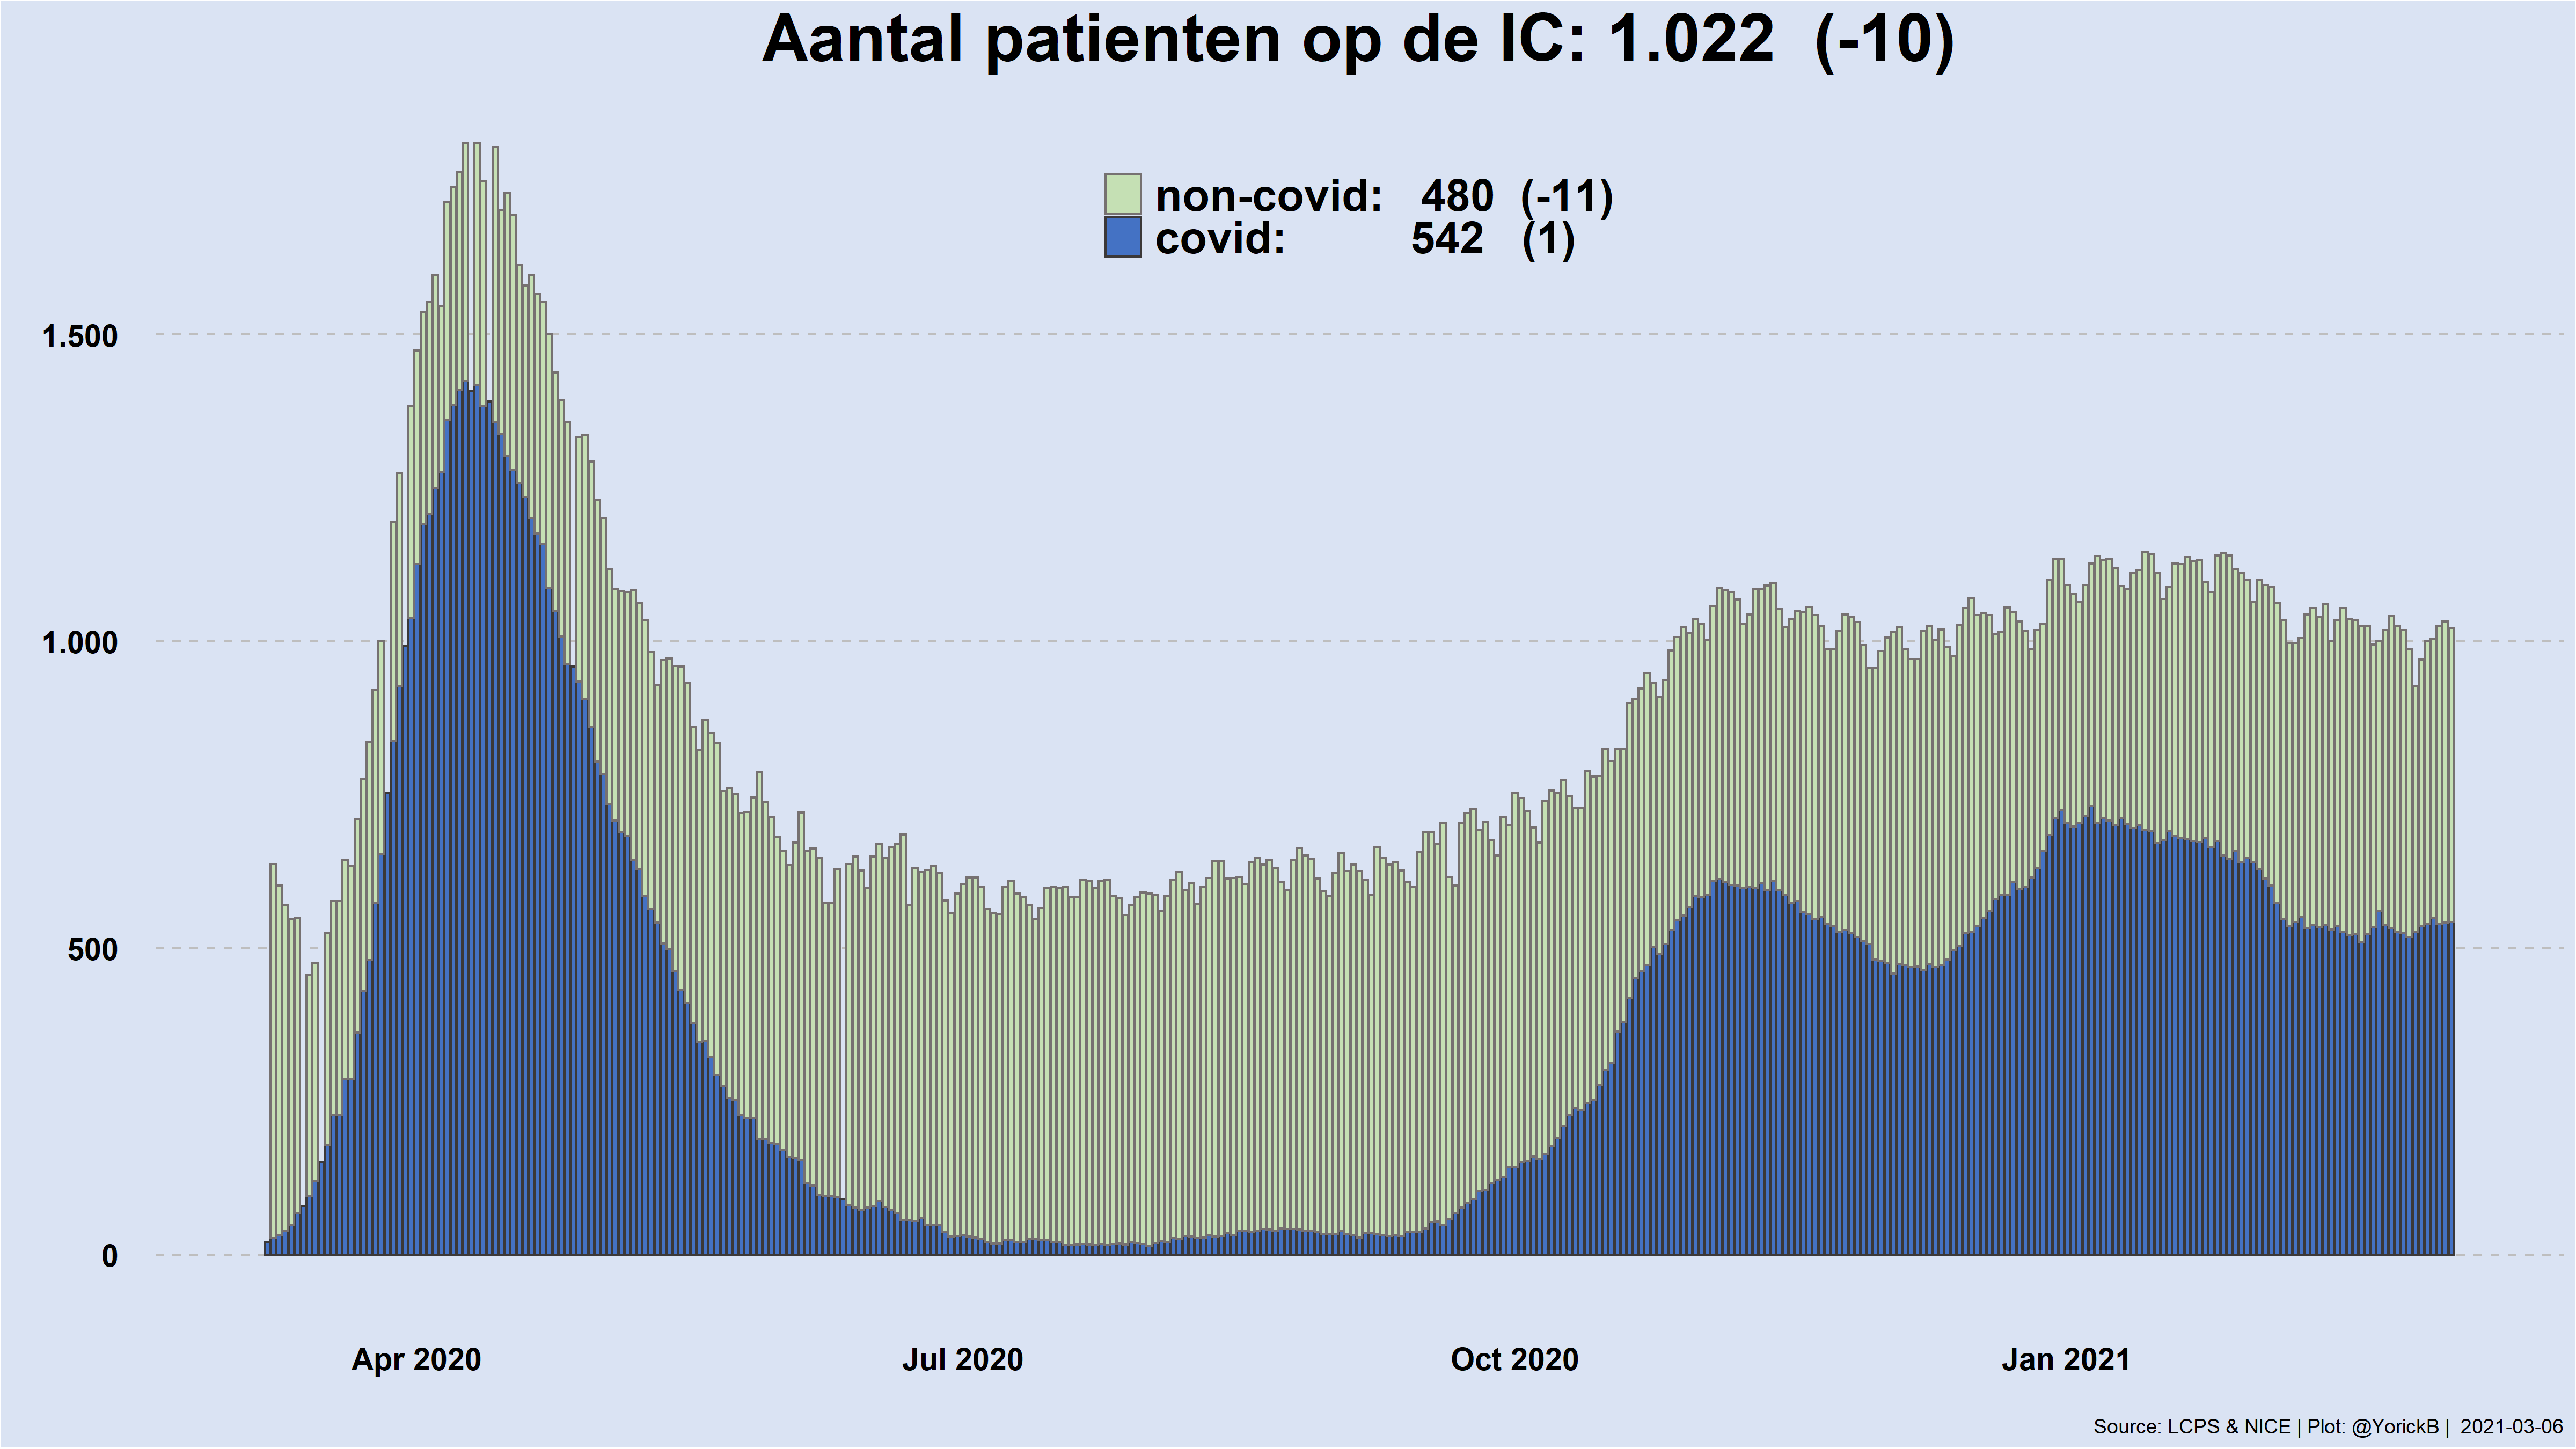 Aantal patienten op de IC: 1.022 (-10)
non-covid: 480 (-11)
covid: 542 (1)
1.500
1.000
500
0
Apr 2020
Jul 2020
Oct 2020
Jan 2021
Source: LCPS & NICE | Plot: @YorickB | 2021-03-06